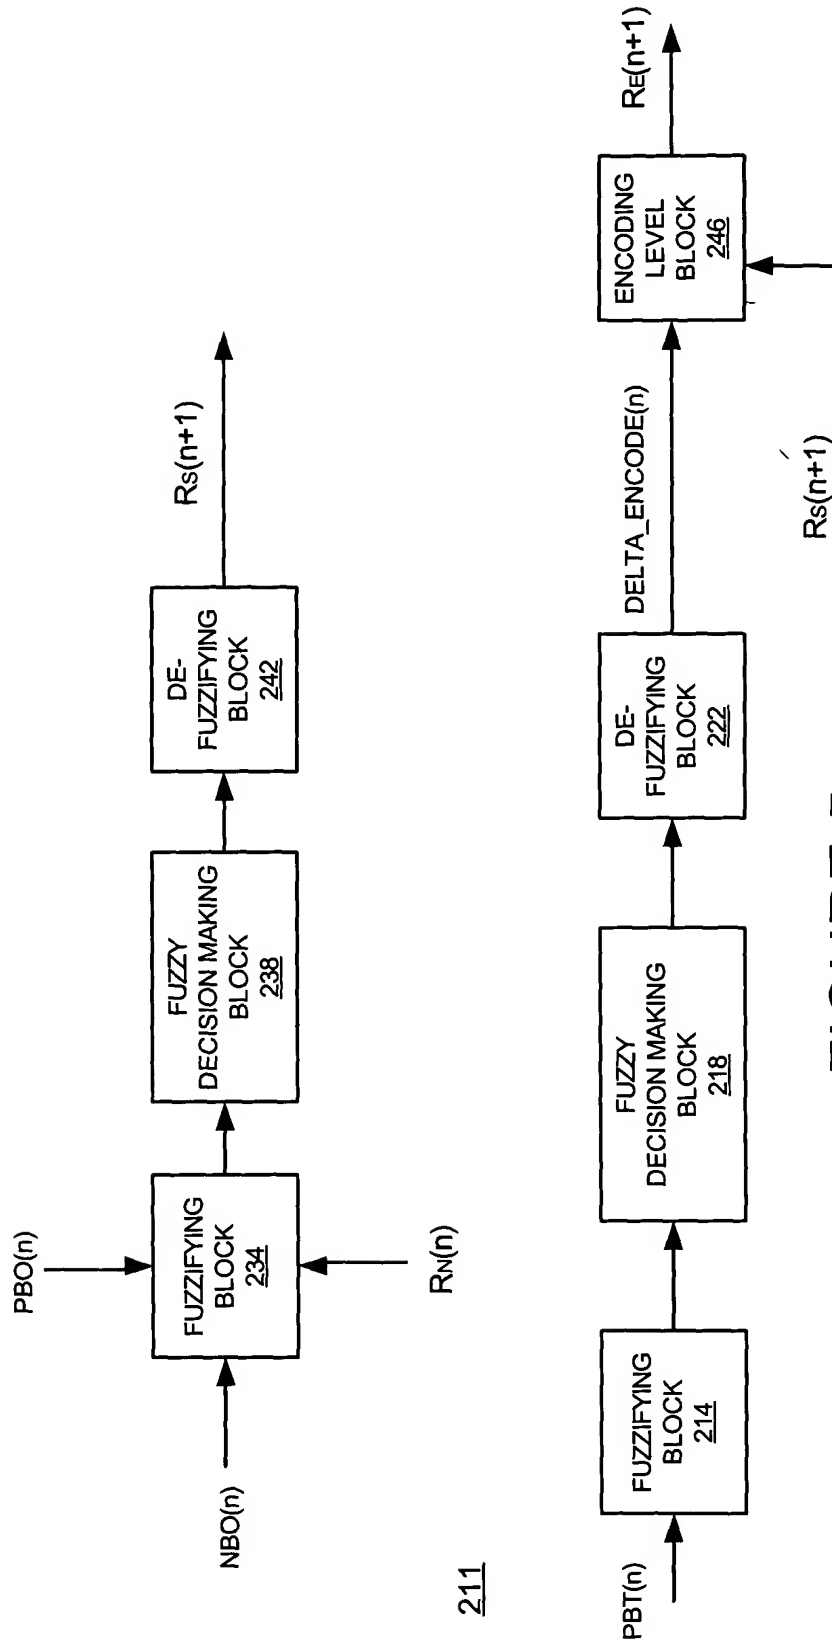 PBO(n)
NBO(n)
RN(n)
FUZZIFYING
BLOCK
234
FUZZY
DECISION MAKING
BLOCK
238
DE-
FUZZIFYING
BLOCK
242
RS(n+1)
211
PBT(n)
FUZZIFYING
BLOCK
214
FUZZY
DECISION MAKING
BLOCK
218
DE-
FUZZIFYING
BLOCK
222
DELTA_ENCODE(n)
ENCODING
LEVEL
BLOCK
246
RE(n+1)
RS(n+1)